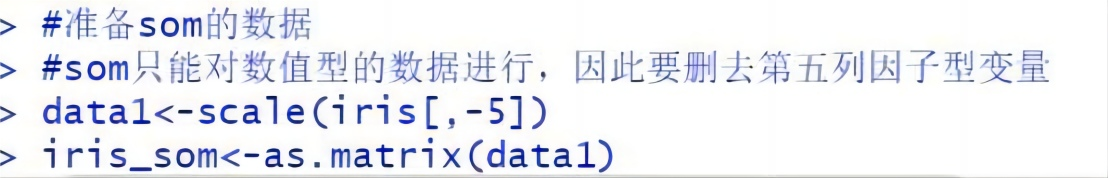 > #准备som的数据
> #som只能对数值型的数据进行，因此要删去第五列因子型变量
> data1<-scale(iris[,-5])
> iris_som<-as.matrix(data1)